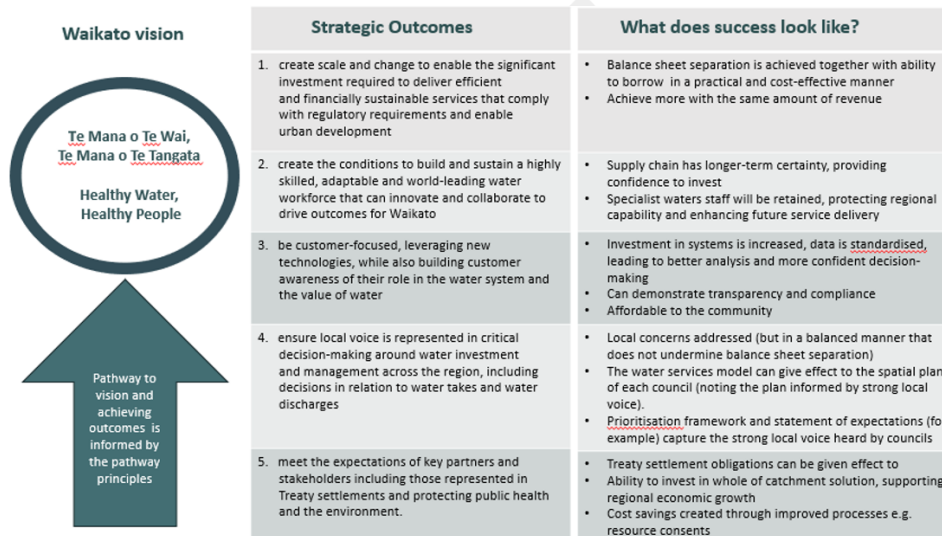 Waikato vision
Te Mana o Te Wai,
Te Mana o Te Tangata
Healthy Water,
Healthy People
Pathway to
vision and
achieving
outcomes is
informed by
the pathway
principles
Strategic Outcomes
1. create scale and change to enable the significant
investment required to deliver efficient
and financially sustainable services that comply
with regulatory requirements and enable
urban development
2. create the conditions to build and sustain a highly
skilled, adaptable and world-leading water
workforce that can innovate and collaborate to
drive outcomes for Waikato
3. be customer-focused, leveraging new
technologies, while also building customer
awareness of their role in the water system and
the value of water
4. ensure local voice is represented in critical
decision-making around water investment
and management across the region, including
decisions in relation to water takes and water
discharges
5. meet the expectations of key partners and
stakeholders including those represented in
Treaty settlements and protecting public health
and the environment.
What does success look like?
• Balance sheet separation is achieved together with ability
to borrow in a practical and cost-effective manner
• Achieve more with the same amount of revenue
• Supply chain has longer-term certainty, providing
confidence to invest
• Specialist waters staff will be retained, protecting regional
capability and enhancing future service delivery
• Investment in systems is increased, data is standardised,
leading to better analysis and more confident decision-
making
• Can demonstrate transparency and compliance
• Affordable to the community
• Local concerns addressed (but in a balanced manner that
does not undermine balance sheet separation)
• The water services model can give effect to the spatial plan
of each council (noting the plan informed by strong local
voice).
• Prioritisation framework and statement of expectations (fo
example) capture the strong local voice heard by councils
• Treaty settlement obligations can be given effect to
• Ability to invest in whole of catchment solution, supporting
regional economic growth
• Cost savings created through improved processes e.g.
resource consents